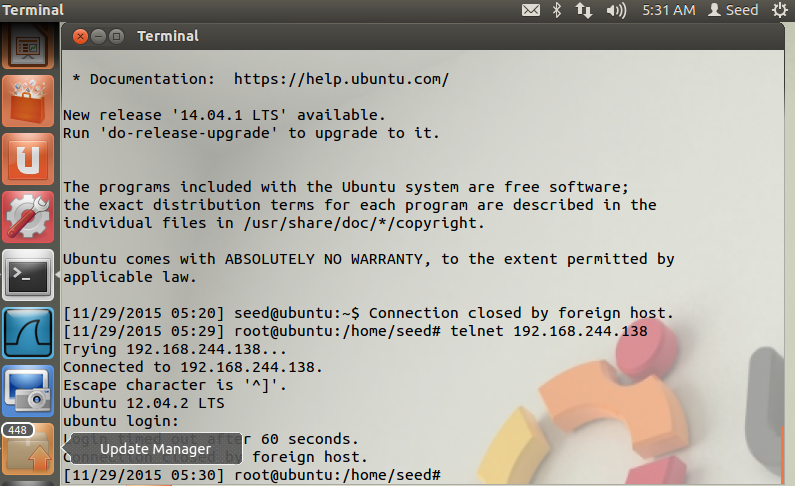 Terminal
5:31 AM Seed
Terminal
* Documentation: https://help.ubuntu.com/
New release '14.04.1 LTS' available.
Run 'do-release-upgrade' to upgrade to it.
The programs included with the Ubuntu system are free software;
the exact distribution terms for each program are described in the
individual files in /usr/share/doc/*/copyright.
Ubuntu comes with ABSOLUTELY NO WARRANTY, to the extent permitted by
applicable law.
[11/29/2015 05:20] seed@ubuntu:~$ Connection closed by foreign host.
[11/29/2015 05:29] root@ubuntu:/home/seed# telnet 192.168.244.138
Trying 192.168.244.138...
Connected to 192.168.244.138.
Escape character is '^]'.
Ubuntu 12.04.2 LTS
ubuntu login:
448
Login timed out after 60 seconds.
Update Manager
Connection closed by foreign host.
[11/29/2015 05:30] root@ubuntu:/home/seed#